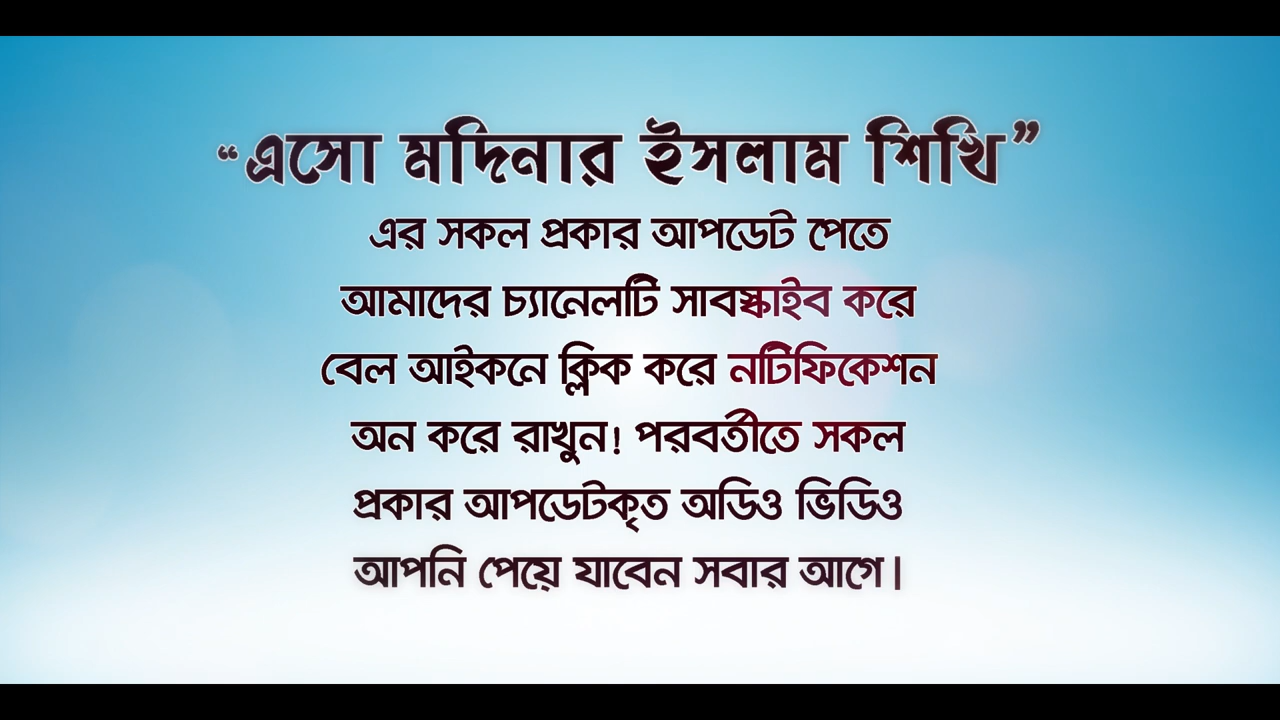 “এসো মদিনার ইসলাম শিখি”
এর সকল প্রকার আপডেট পেতে
আমাদের চ্যানেলটি সাবস্কাইব করে
বেল আইকনে ক্লিক করে নটিফিকেশন
অন করে রাখুন! পরবর্তীতে সকল
প্রকার আপডেটকৃত অডিও ভিডিও
আপনি পেয়ে যাবেন সবার আগে।